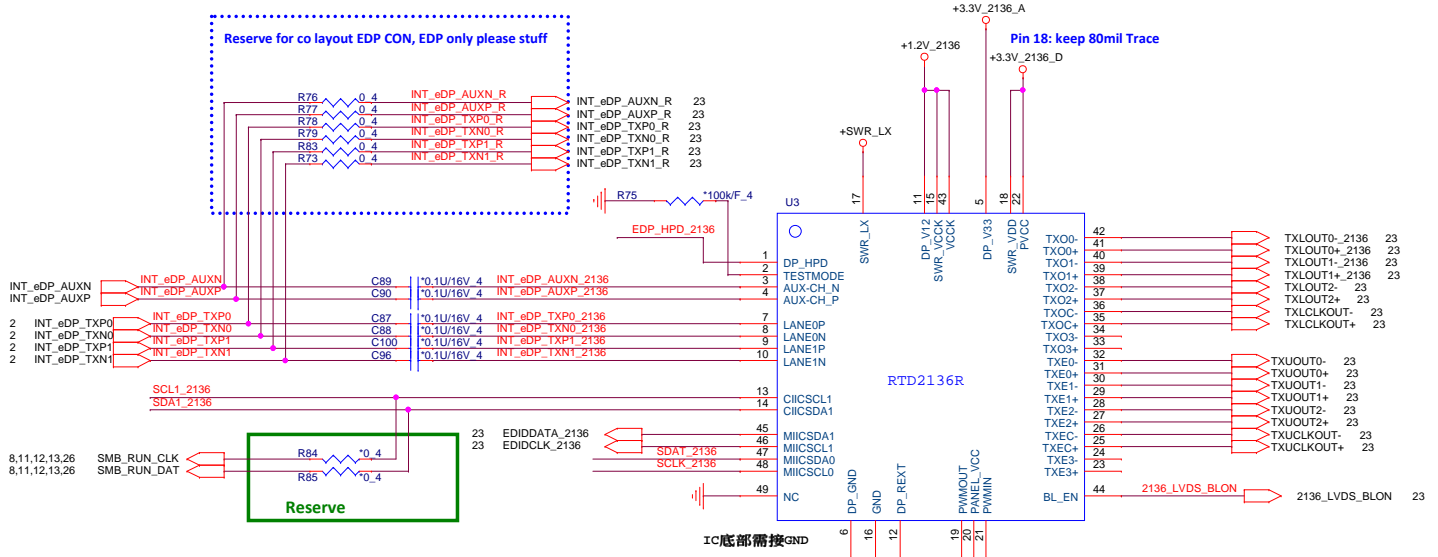 +3.3V_2136_A
Reserve for co layout EDP CON, EDP only please stuff
Pin 18: keep 80mil Trace
+1.2V_2136
+3.3V_2136_D
R76 0_4 INT_eDP_AUXN_R INT_eDP_AUXN_R 23
R77 0_4 INT_eDP_AUXP_R INT_eDP_AUXP_R 23
R78 0_4 INT_eDP_TXP0_R INT_eDP_TXP0_R 23
R79 0_4 INT_eDP_TXN0_R INT_eDP_TXN0_R 23
R83 0_4 INT_eDP_TXP1_R INT_eDP_TXP1_R 23
R73 0_4 INT_eDP_TXN1_R INT_eDP_TXN1_R 23
+SWR_LX
R75 *100k/F_4
U3
17 11 15 43 5 18 22
SWR_LX DP_V12 SWR_VCCK VCCK DP_V33 SWR_VDD PVCC
EDP_HPD_2136
1 DP_HPD
2 TESTMODE
INT_eDP_AUXN INT_eDP_AUXN C89 *0.1U/16V_4 INT_eDP_AUXN_2136 3 AUX-CH_N
INT_eDP_AUXP INT_eDP_AUXP C90 *0.1U/16V_4 INT_eDP_AUXP_2136 4 AUX-CH_P
2 INT_eDP_TXP0 INT_eDP_TXP0 C87 *0.1U/16V_4 INT_eDP_TXP0_2136 7 LANE0P
2 INT_eDP_TXN0 INT_eDP_TXN0 C88 *0.1U/16V_4 INT_eDP_TXN0_2136 8 LANE0N
2 INT_eDP_TXP1 INT_eDP_TXP1 C100 *0.1U/16V_4 INT_eDP_TXP1_2136 9 LANE1P
2 INT_eDP_TXN1 INT_eDP_TXN1 C96 *0.1U/16V_4 INT_eDP_TXN1_2136 10 LANE1N
SCL1_2136 13 CIICSCL1
SDA1_2136 14 CIICSDA1
RTD2136R
23 EDIDDATA_2136 45 MIICSDA1
23 EDIDCLK_2136 46 MIICSCL1
SDAT_2136 47 MIICSDA0
SCLK_2136 48 MIICSCL0
49 NC
8,11,12,13,26 SMB_RUN_CLK R84 *0_4
8,11,12,13,26 SMB_RUN_DAT R85 *0_4
Reserve
TXO0- 42 TXLOUT0-_2136 23
TXO0+ 41 TXLOUT0+_2136 23
TXO1- 40 TXLOUT1-_2136 23
TXO1+ 39 TXLOUT1+_2136 23
TXO2- 38 TXLOUT2- 23
TXO2+ 37 TXLOUT2+ 23
TXOC- 36 TXLCLKOUT- 23
TXOC+ 35 TXLCLKOUT+ 23
TXO3- 34
TXO3+ 33
TXE0- 32 TXUOUT0- 23
TXE0+ 31 TXUOUT0+ 23
TXE1- 30 TXUOUT1- 23
TXE1+ 29 TXUOUT1+ 23
TXE2- 28 TXUOUT2- 23
TXE2+ 27 TXUOUT2+ 23
TXEC- 26 TXUCLKOUT- 23
TXEC+ 25 TXUCLKOUT+ 23
TXE3- 24
TXE3+ 23
BL_EN 44 2136_LVDS_BLON 2136_LVDS_BLON 23
DP_GND GND DP_REXT PWMOUT PANEL_VCC PWMIN
6 16 12 19 20 21
IC底部需接GND